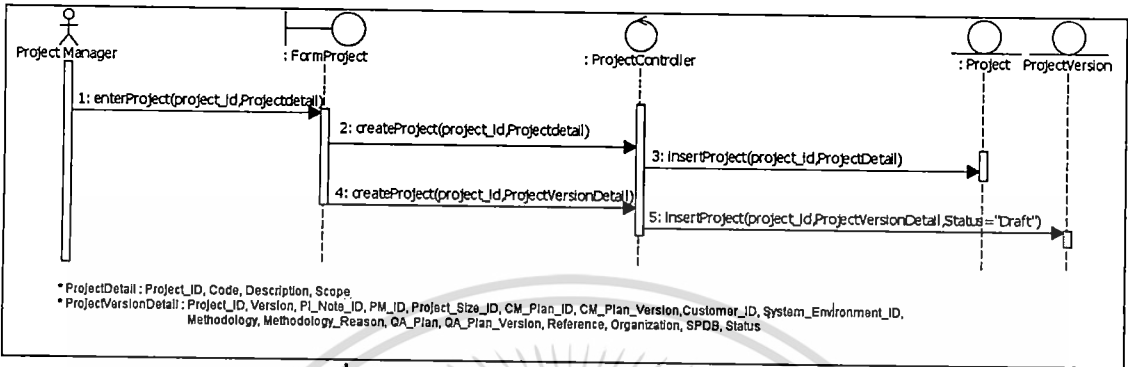 Project Manager
: FormProject
: ProjectController
: Project
ProjectVersion
1: enterProject(project_id,Projectdetail)
2: createProject(project_id,Projectdetail)
3: insertProject(project_id,ProjectDetail)
4: createProject(project_id,ProjectVersionDetail)
5: insertProject(project_id,ProjectVersionDetail,Status="Draft")
* ProjectDetail : Project_ID, Code, Description, Scope
* ProjectVersionDetail : Project_ID, Version, PI_Note_ID, PM_ID, Project_Size_ID, CM_Plan_ID, CM_Plan_Version,Customer_ID, System_Environment_ID,
Methodology, Methodology_Reason, QA_Plan, QA_Plan_Version, Reference, Organization, SPDB, Status